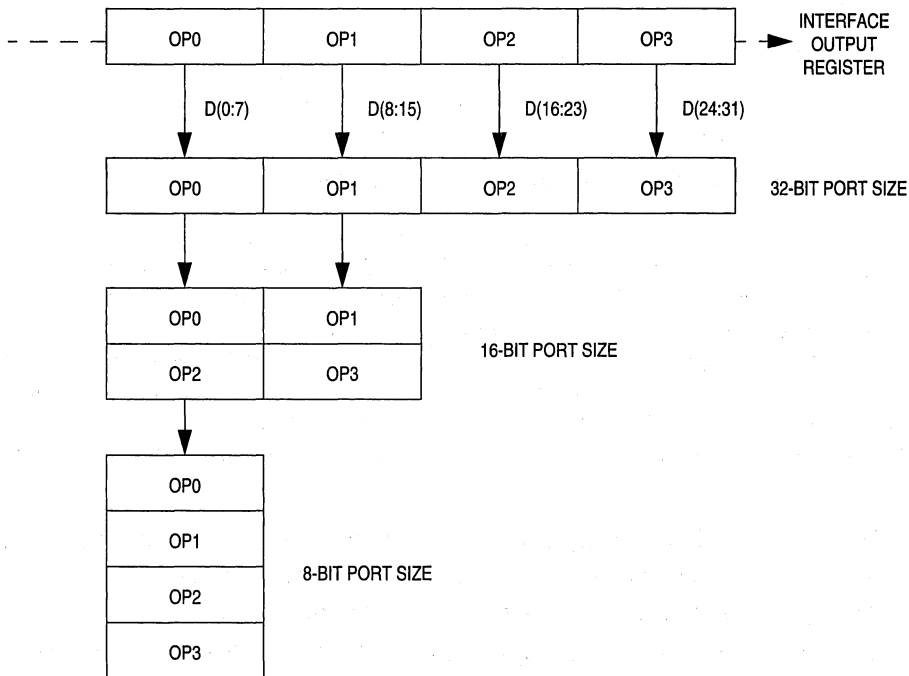 OP0 OP1 OP2 OP3
INTERFACE
OUTPUT
REGISTER
D(0:7) D(8:15) D(16:23) D(24:31)
OP0 OP1 OP2 OP3
32-BIT PORT SIZE
OP0 OP1
OP2 OP3
16-BIT PORT SIZE
OP0
OP1
OP2
OP3
8-BIT PORT SIZE